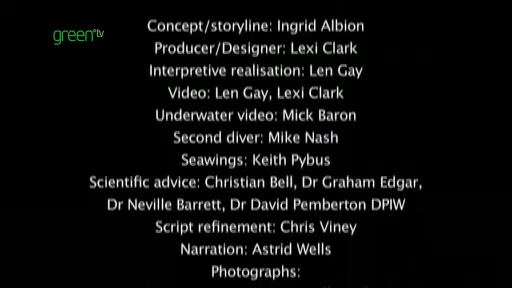 Concept/storyline: Ingrid Albion
green tv
Producer/Designer: Lexi Clark
Interpretive realisation: Len Gay
Video: Len Gay, Lexi Clark
Underwater video: Mick Baron
Second diver: Mike Nash
Seawings: Keith Pybus
Scientific advice: Christian Bell, Dr Graham Edgar,
Dr Neville Barrett, Dr David Pemberton DPIW
Script refinement: Chris Viney
Narration: Astrid Wells
Photographs: